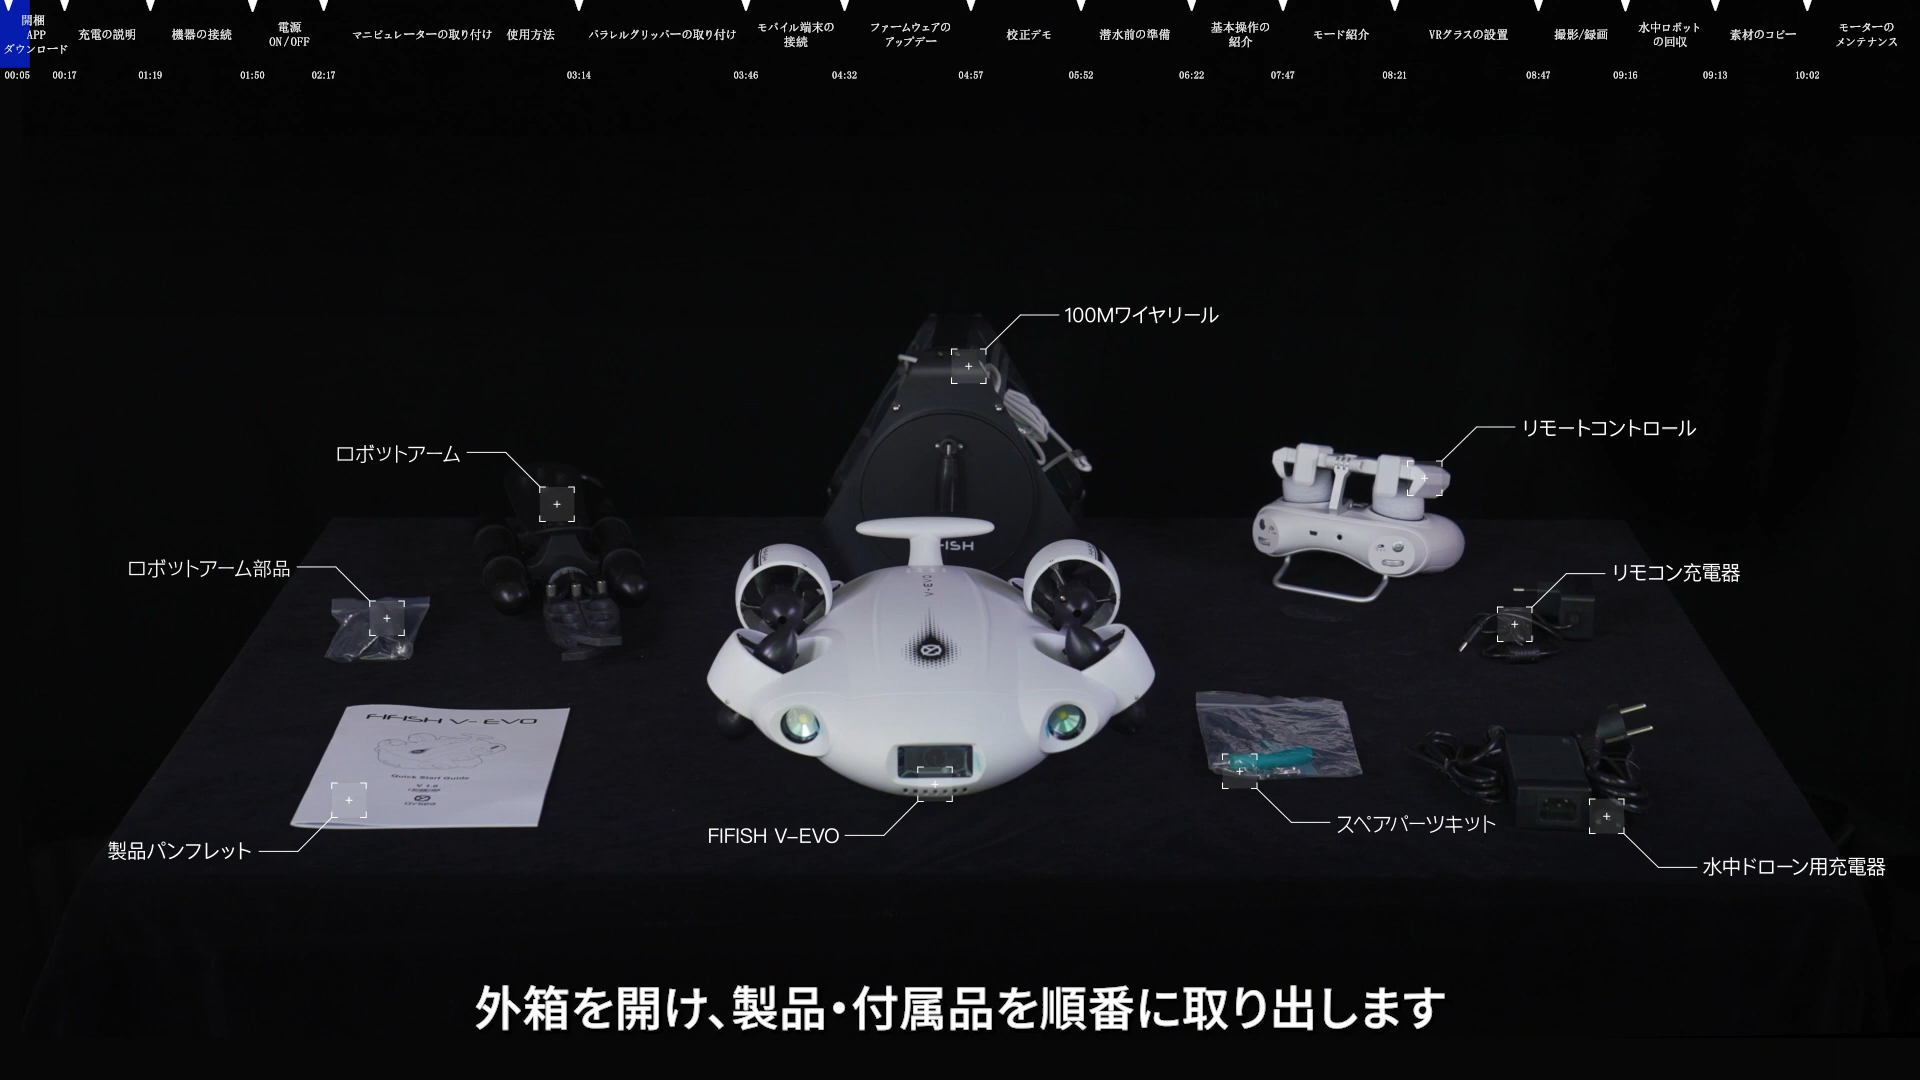 開梱
APP
ダウンロード
充電の説明
機器の接続
電源
ON/OFF
マニピュレーターの取り付け
使用方法
パラレルグリッパーの取り付け
モバイル端末の
接続
ファームウェアの
アップデー
校正デモ
潜水前の準備
基本操作の
紹介
モード紹介
VRグラスの設置
撮影/録画
水中ロボット
の回収
素材のコピー
モーターの
メンテナンス
00:05 00:17 01:19 01:50 02:17 03:14 03:46 04:32 04:57 05:52 06:22 07:47 08:21 08:47 09:16 09:13 10:02
100Mワイヤリール
リモートコントロール
ロボットアーム
ロボットアーム部品
リモコン充電器
V-EVO
FIFISH V-EVO
Quick Start Guide
V 1.0
製品パンフレット
FIFISH V-EVO
スペアパーツキット
水中ドローン用充電器
外箱を開け、製品・付属品を順番に取り出します